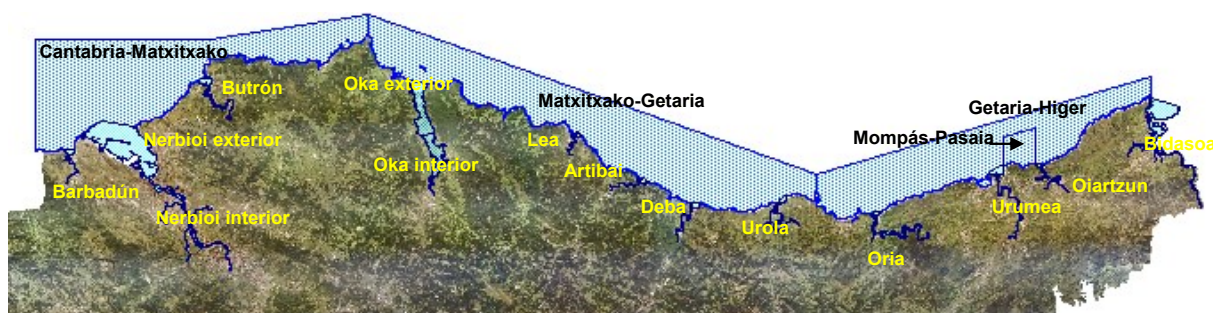 Cantabria-Matxitxako
Butrón
Oka exterior
Matxitxako-Getaria
Getaria-Higer
Nerbioi exterior
Lea
Mompás-Pasaia
Bidasoa
Oka interior
Artibai
Barbadún
Oiartzun
Nerbioi interior
Deba
Urola
Urumea
Oria